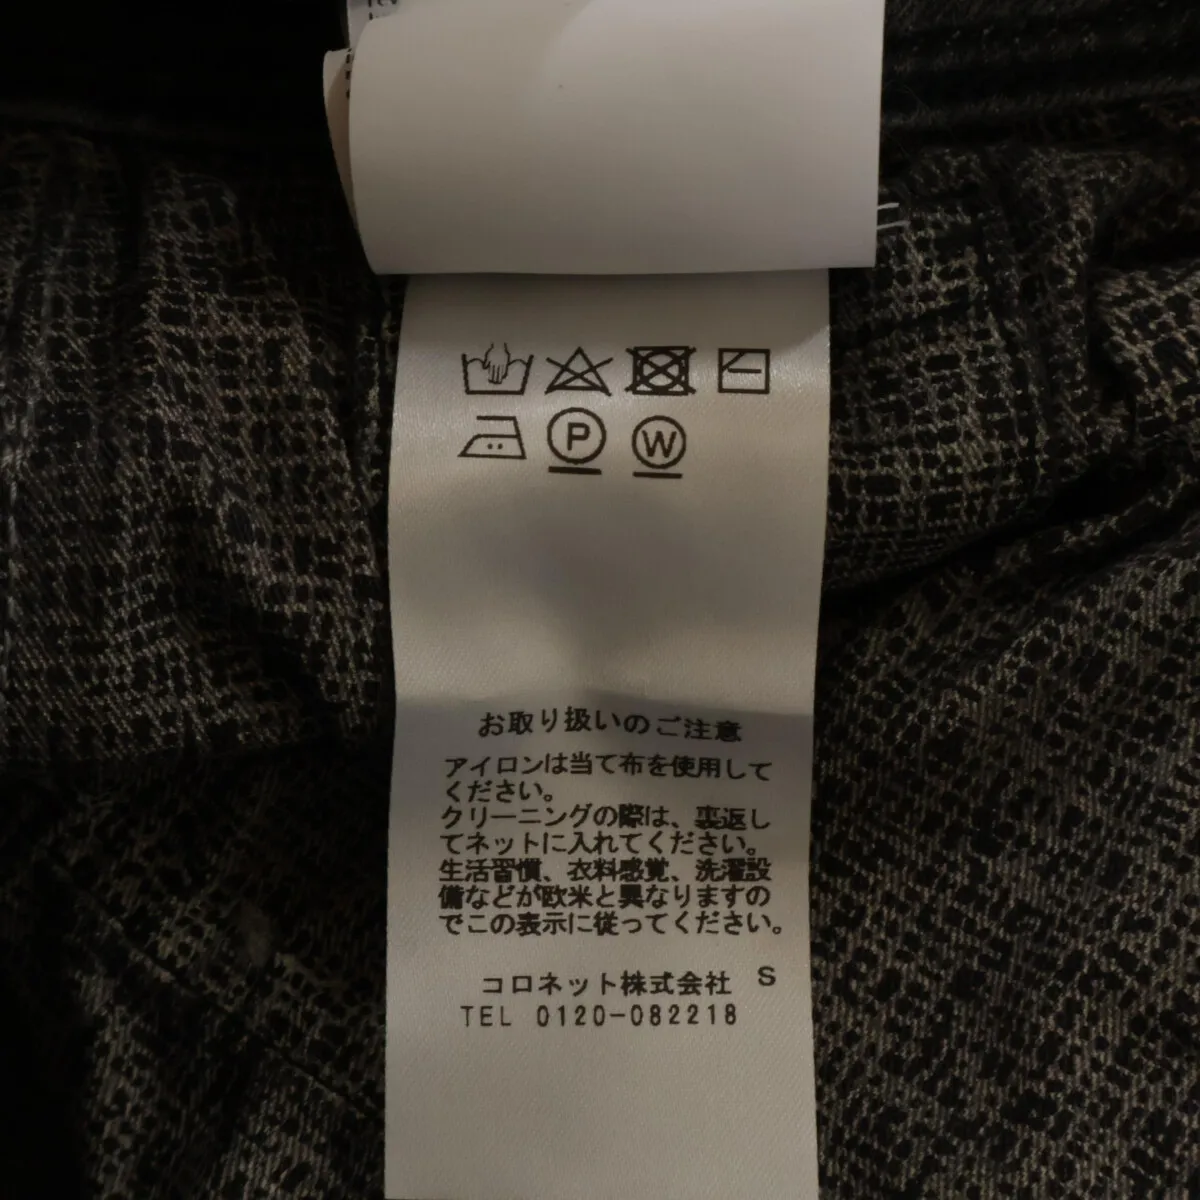 P W
お取り扱いのご注意
アイロンは当て布を使用して
ください。
クリーニングの際は、裏返し
てネットに入れてください。
生活習慣、衣料感覚、洗濯設
備などが欧米と異なりますの
でこの表示に従ってください。
コロネット株式会社 S
TEL 0120-082218